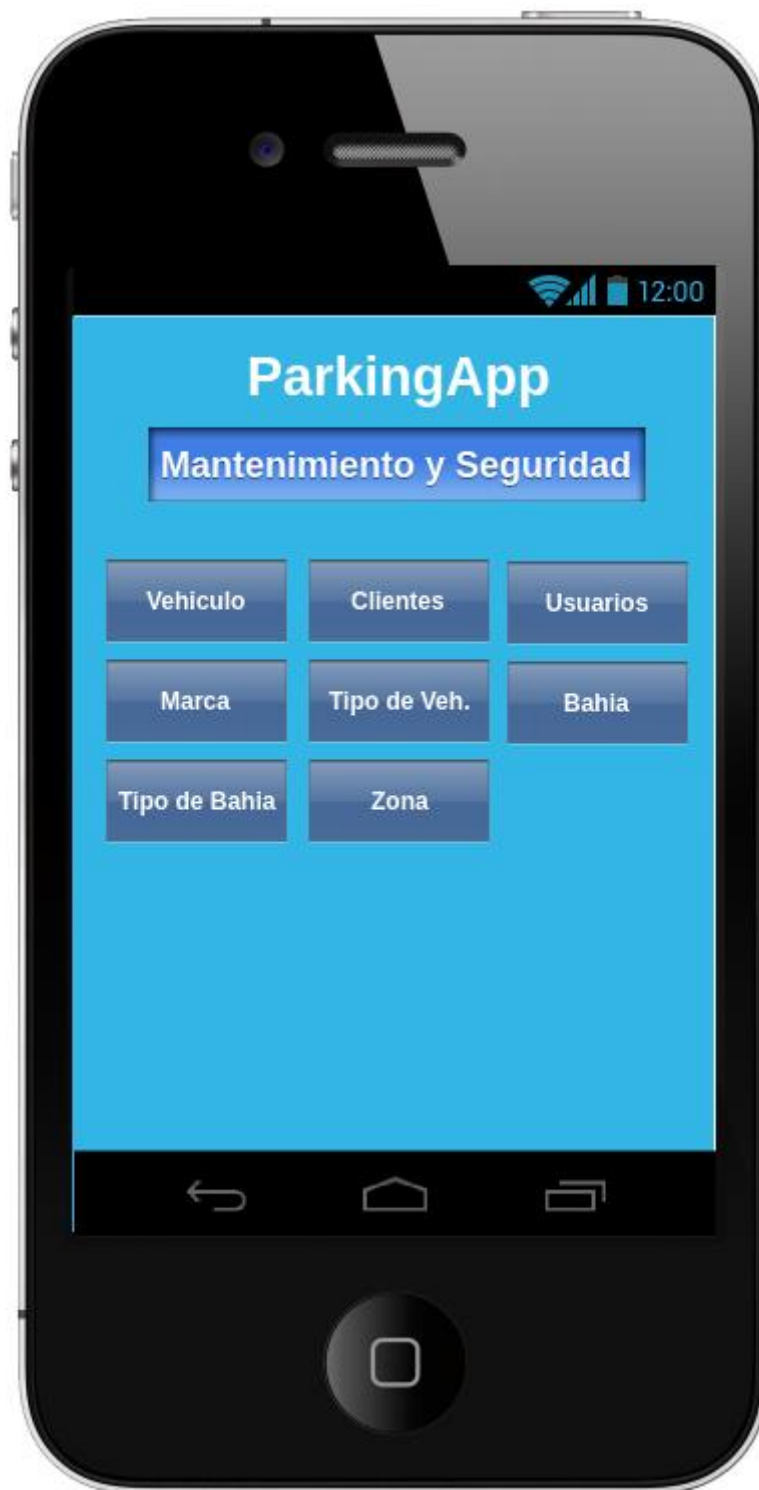 12:00
ParkingApp
Mantenimiento y Seguridad
Vehiculo Clientes Usuarios
Marca Tipo de Veh. Bahia
Tipo de Bahia Zona